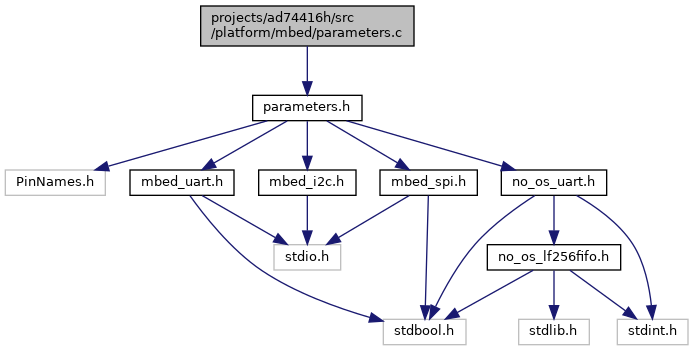 projects/ad74416h/src
/platform/mbed/parameters.c
parameters.h
PinNames.h
mbed_uart.h
mbed_i2c.h
mbed_spi.h
no_os_uart.h
stdio.h
no_os_lf256fifo.h
stdbool.h
stdlib.h
stdint.h